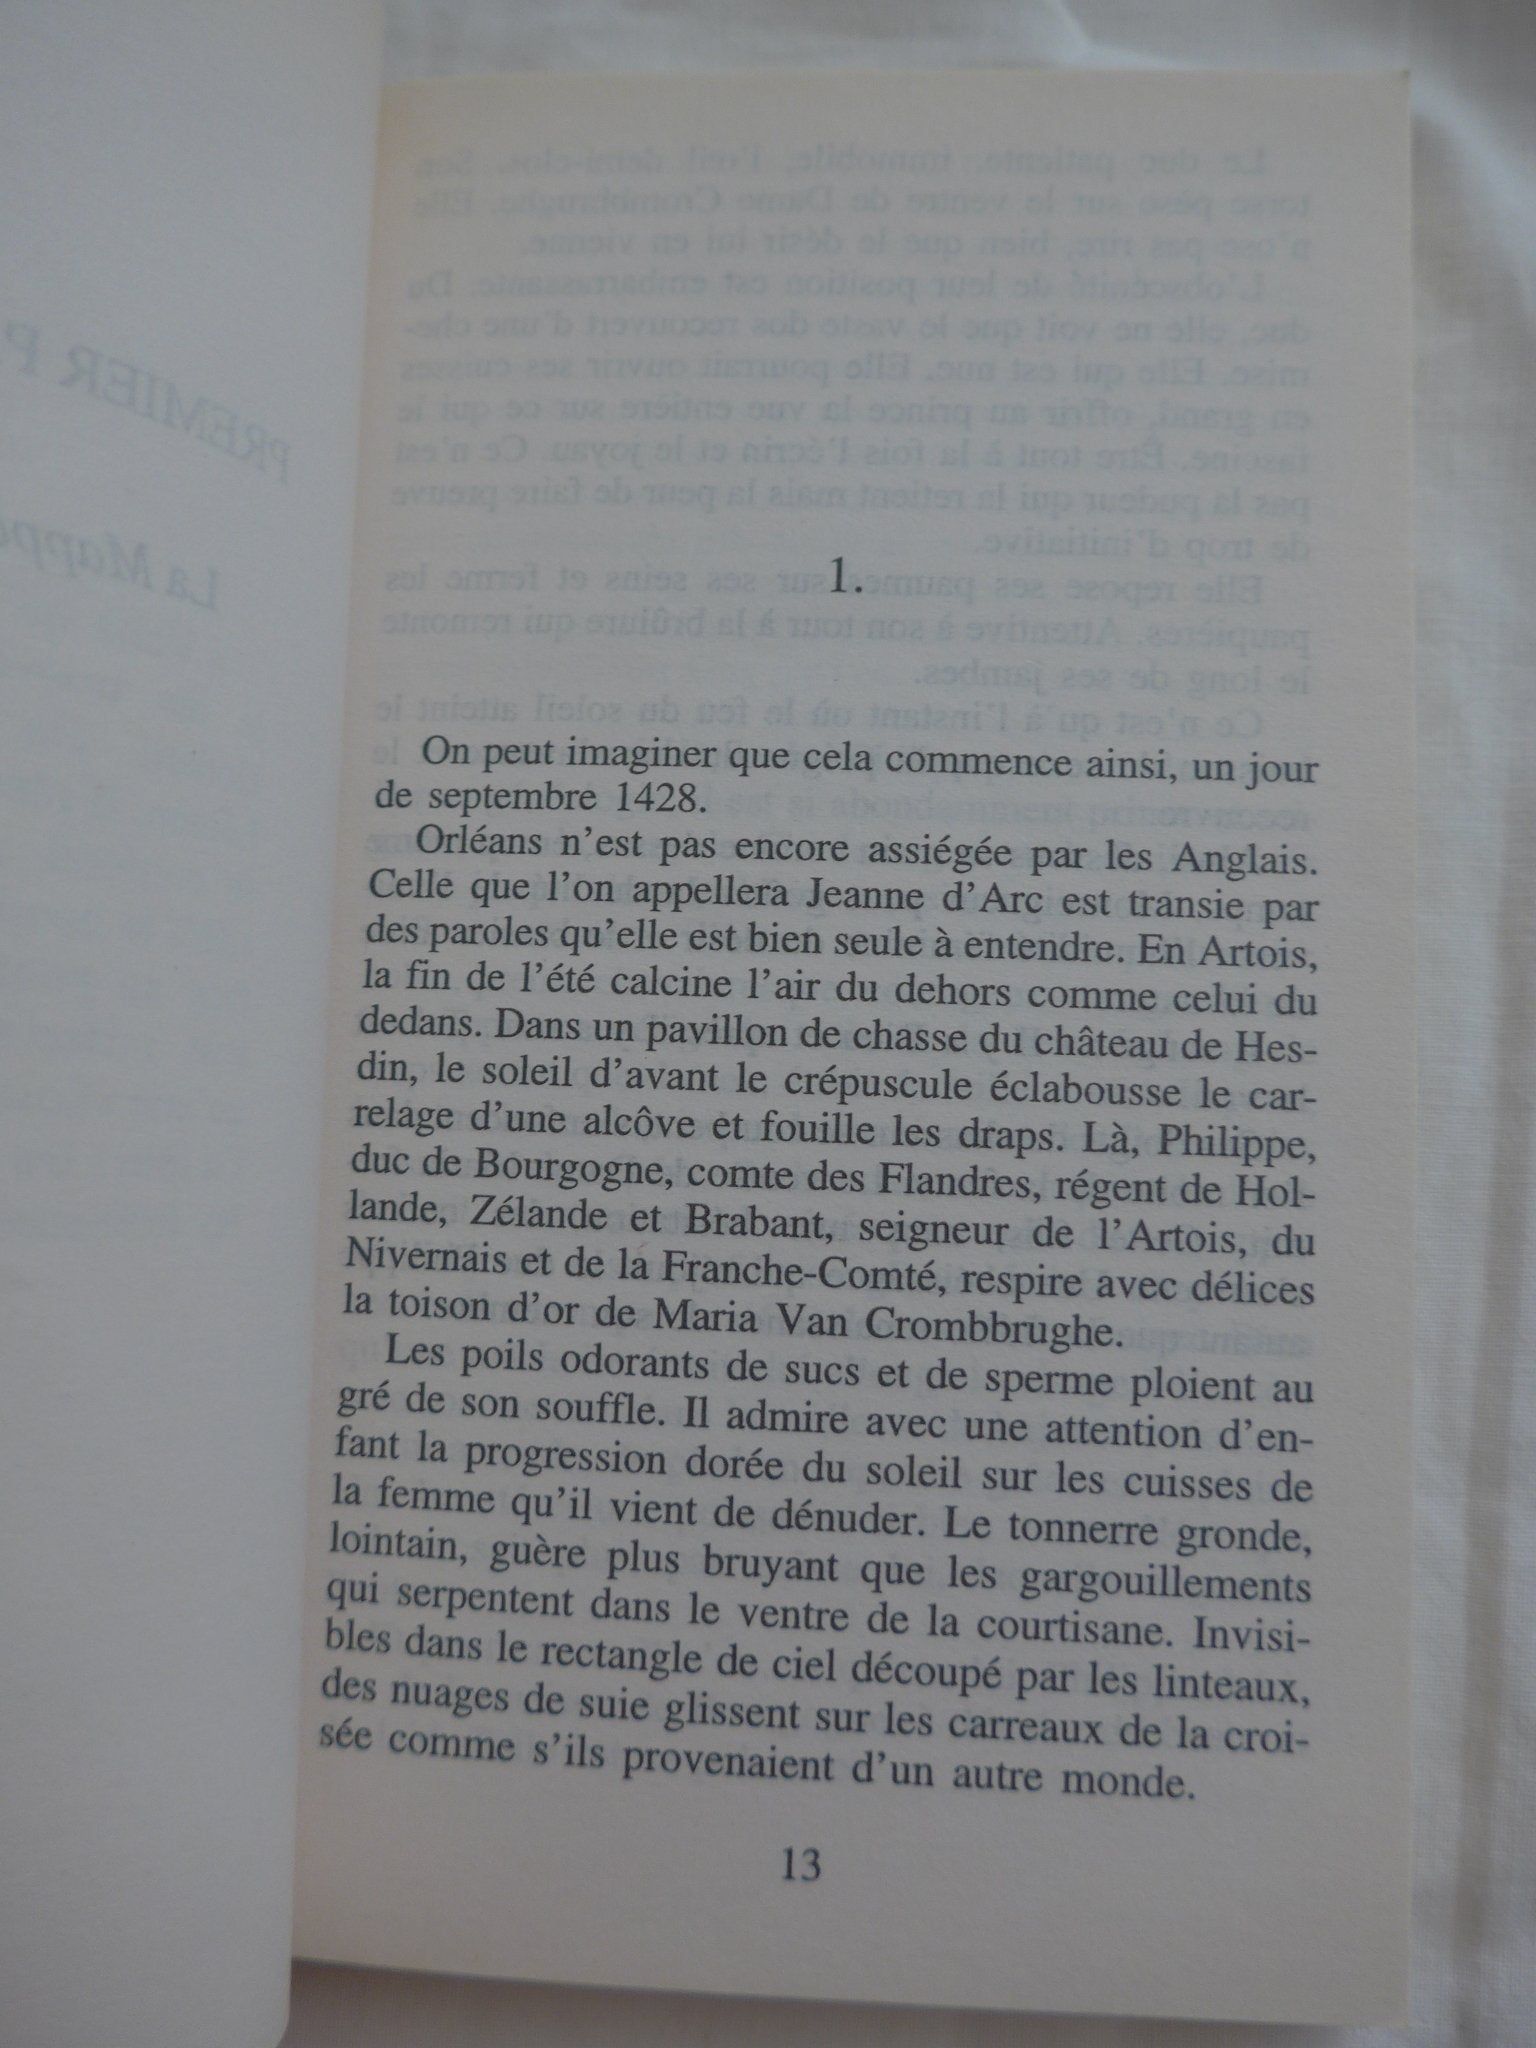 1.
On peut imaginer que cela commence ainsi, un jour
de septembre 1428.
Orléans n'est pas encore assiégée par les Anglais.
Celle que l'on appellera Jeanne d'Arc est transie par
des paroles qu'elle est bien seule à entendre. En Artois,
la fin de l'été calcine l'air du dehors comme celui du
dedans. Dans un pavillon de chasse du château de Hes-
din, le soleil d'avant le crépuscule éclabousse le car-
relage d'une alcôve et fouille les draps. Là, Philippe,
duc de Bourgogne, comte des Flandres, régent de Hol-
lande, Zélande et Brabant, seigneur de l'Artois, du
Nivernais et de la Franche-Comté, respire avec délices
la toison d'or de Maria Van Crombbrughe.
Les poils odorants de sucs et de sperme ploient au
gré de son souffle. Il admire avec une attention d'en-
fant la progression dorée du soleil sur les cuisses de
la femme qu'il vient de dénuder. Le tonnerre gronde,
lointain, guère plus bruyant que les gargouillements
qui serpentent dans le ventre de la courtisane. Invisi-
bles dans le rectangle de ciel découpé par les linteaux,
des nuages de suie glissent sur les carreaux de la croi-
sée comme s'ils provenaient d'un autre monde.
13